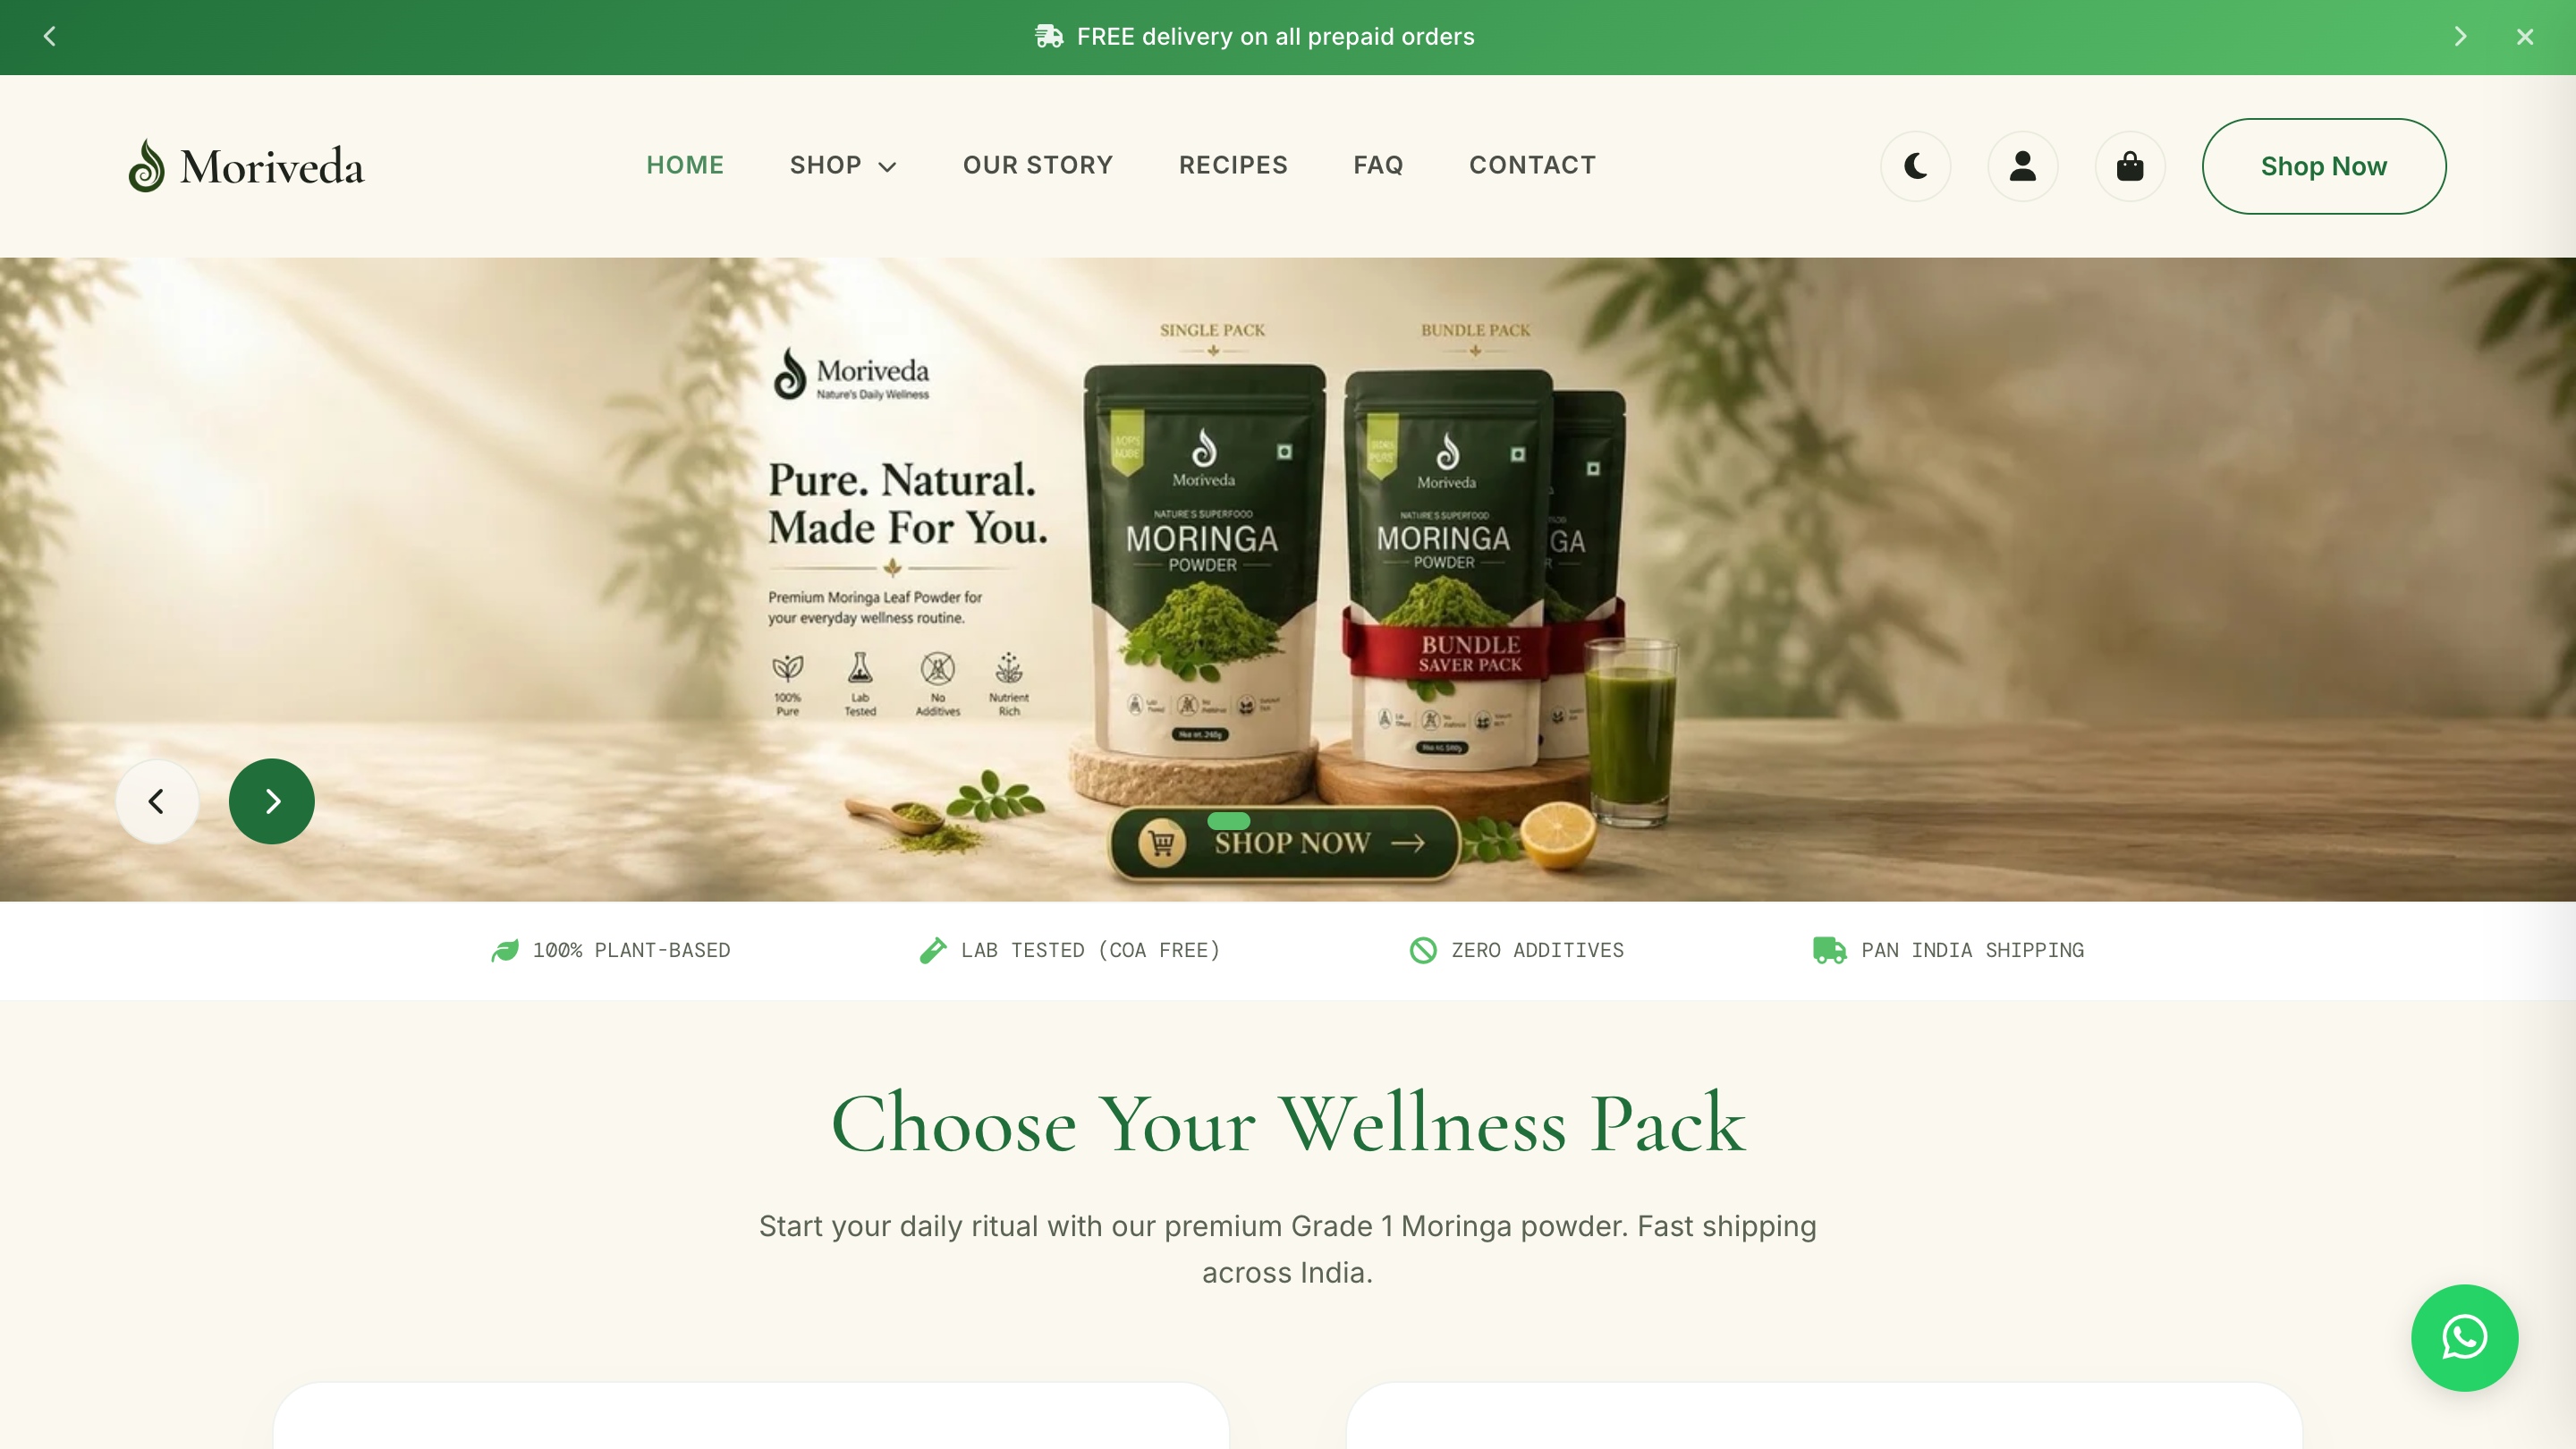 FREE delivery on all prepaid orders
Moriveda
HOME
SHOP
OUR STORY
RECIPES
FAQ
CONTACT
Shop Now
SINGLE PACK
BUNDLE PACK
Moriveda
Nature's Daily Wellness
Pure. Natural.
Made For You.
Premium Moringa Leaf Powder for
your everyday wellness routine.
100%
Pure
Lab
Tested
No
Additives
Nutrient
Rich
Moriveda
NATURE'S SUPERFOOD
MORINGA
POWDER
Moriveda
NATURE'S SUPERFOOD
MORINGA
POWDER
GA
BUNDLE
SAVER PACK
SHOP NOW
100% PLANT-BASED
LAB TESTED (COA FREE)
ZERO ADDITIVES
PAN INDIA SHIPPING
Choose Your Wellness Pack
Start your daily ritual with our premium Grade 1 Moringa powder. Fast shipping
across India.